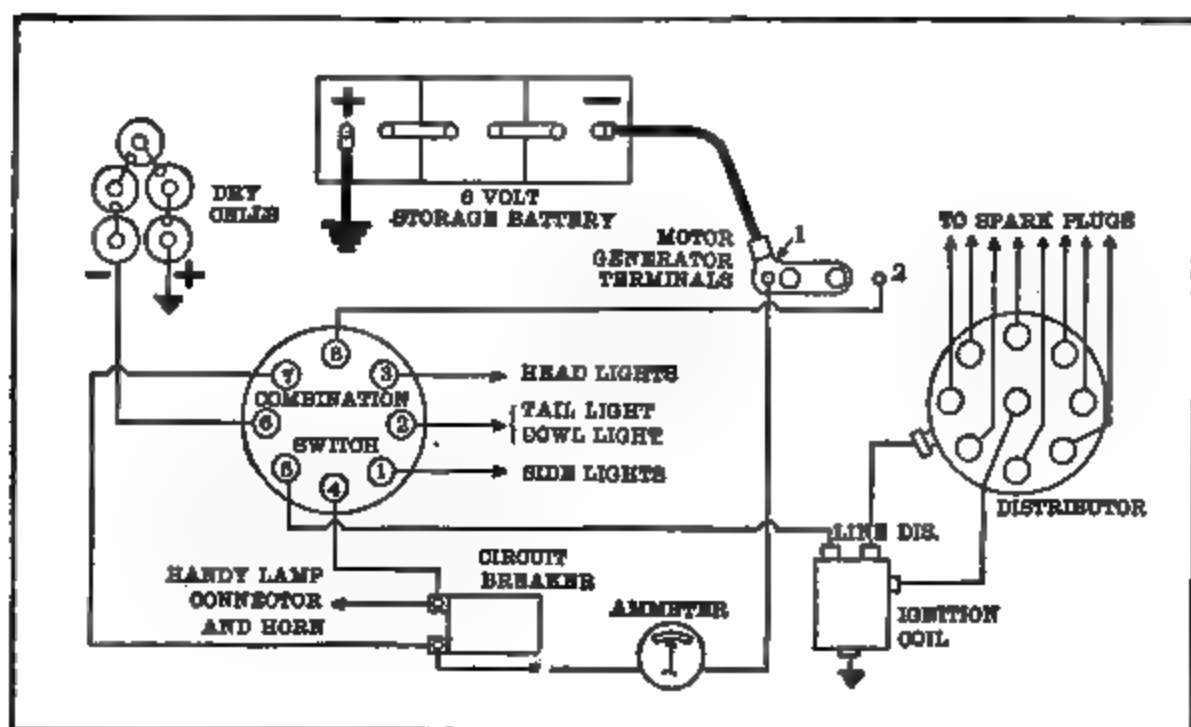 +
−
6 VOLT
STORAGE BATTERY
DRY
CELLS
−
+
MOTOR
GENERATOR
TERMINALS
1
2
TO SPARK PLUGS
8
7
3
COMBINATION
6
2
SWITCH
5
1
4
HEAD LIGHTS
TAIL LIGHT
COWL LIGHT
SIDE LIGHTS
DISTRIBUTOR
LINE DIS.
CIRCUIT
BREAKER
HANDY LAMP
CONNECTOR
AND HORN
AMMETER
IGNITION
COIL